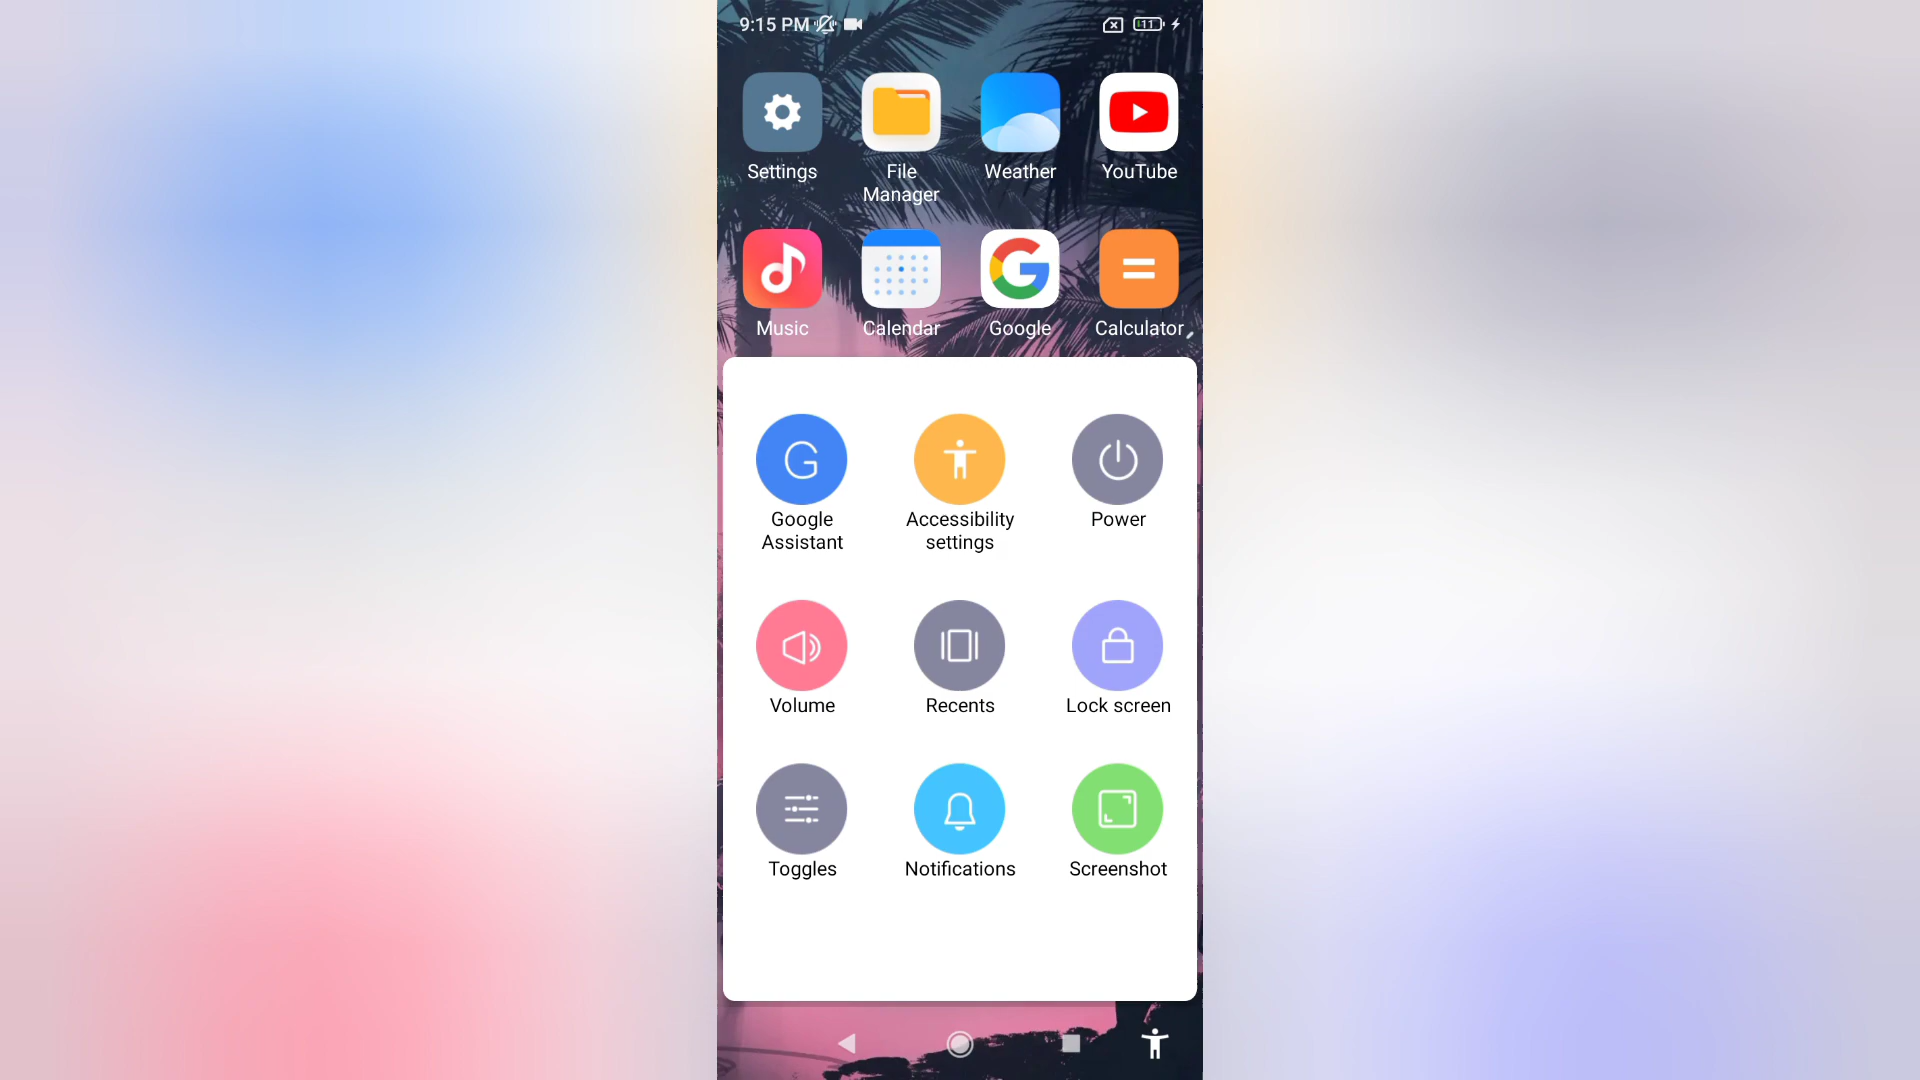 9:15 PM
11
Settings
File
Manager
Weather
YouTube
Music
Calendar
Google
Calculator
Google
Assistant
Accessibility
settings
Power
Volume
Recents
Lock screen
Toggles
Notifications
Screenshot